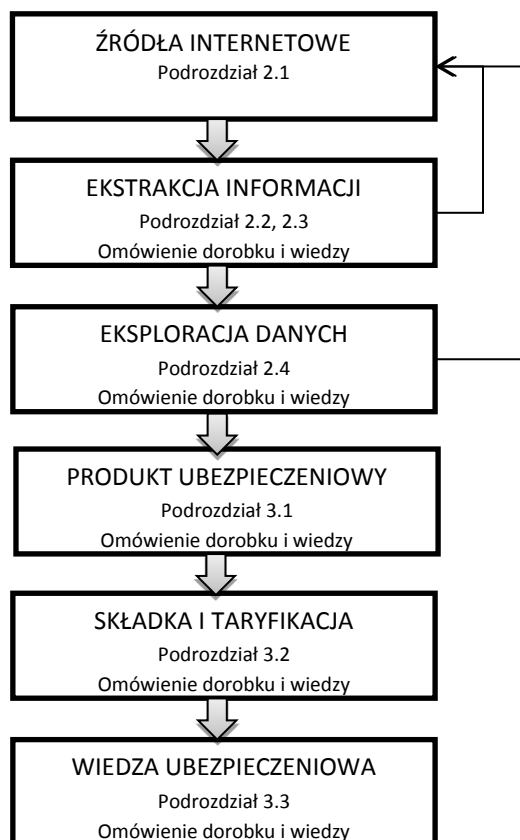 ŹRÓDŁA INTERNETOWE
Podrozdział 2.1
EKSTRAKCJA INFORMACJI
Podrozdział 2.2, 2.3
Omówienie dorobku i wiedzy
EKSPLORACJA DANYCH
Podrozdział 2.4
Omówienie dorobku i wiedzy
PRODUKT UBEZPIECZENIOWY
Podrozdział 3.1
Omówienie dorobku i wiedzy
SKŁADKA I TARYFIKACJA
Podrozdział 3.2
Omówienie dorobku i wiedzy
WIEDZA UBEZPIECZENIOWA
Podrozdział 3.3
Omówienie dorobku i wiedzy